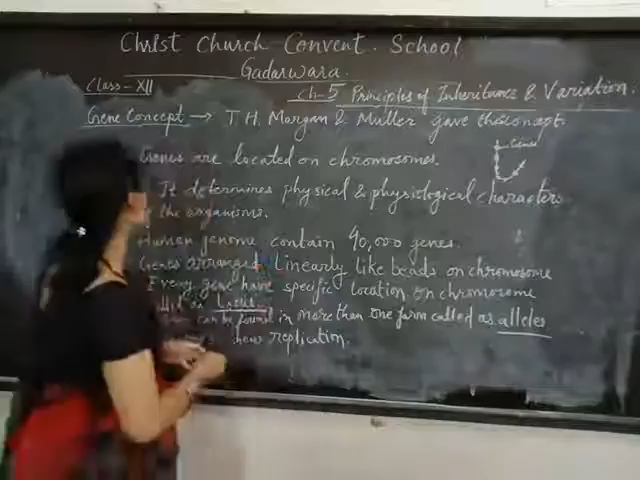 Christ Church Convent. School
Gadarwara.
Class-XII
Ch-5 Principles of Inheritance & Variation.
Gene Concept → T.H. Morgan & Muller gave the concept.
Genes are located on chromosomes.
Genes
It determines physical & physiological characters
the organisms.
Human genome contain 40,000 genes.
Genes arranged linearly like beads on chromosome
Every gene have specific location on chromosome
Locus
can be found in more than one form called as alleles
replication.